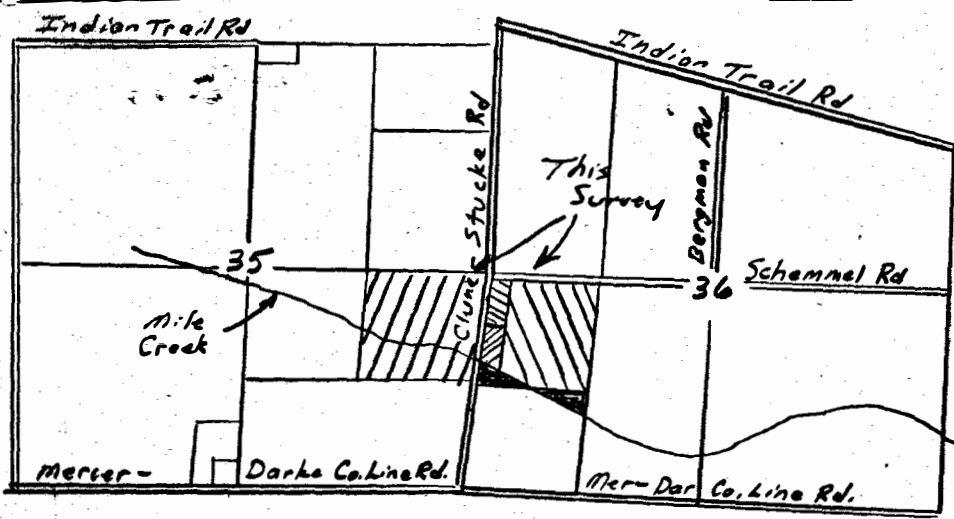 Indian Trail Rd
Indian Trail Rd
Clune - Stucke Rd
This
Survey
Bergman Rd
35
36
Schemmel Rd
Mile
Creek
Mercer -
Darke Co. Line Rd.
Mer - Dar Co. Line Rd.